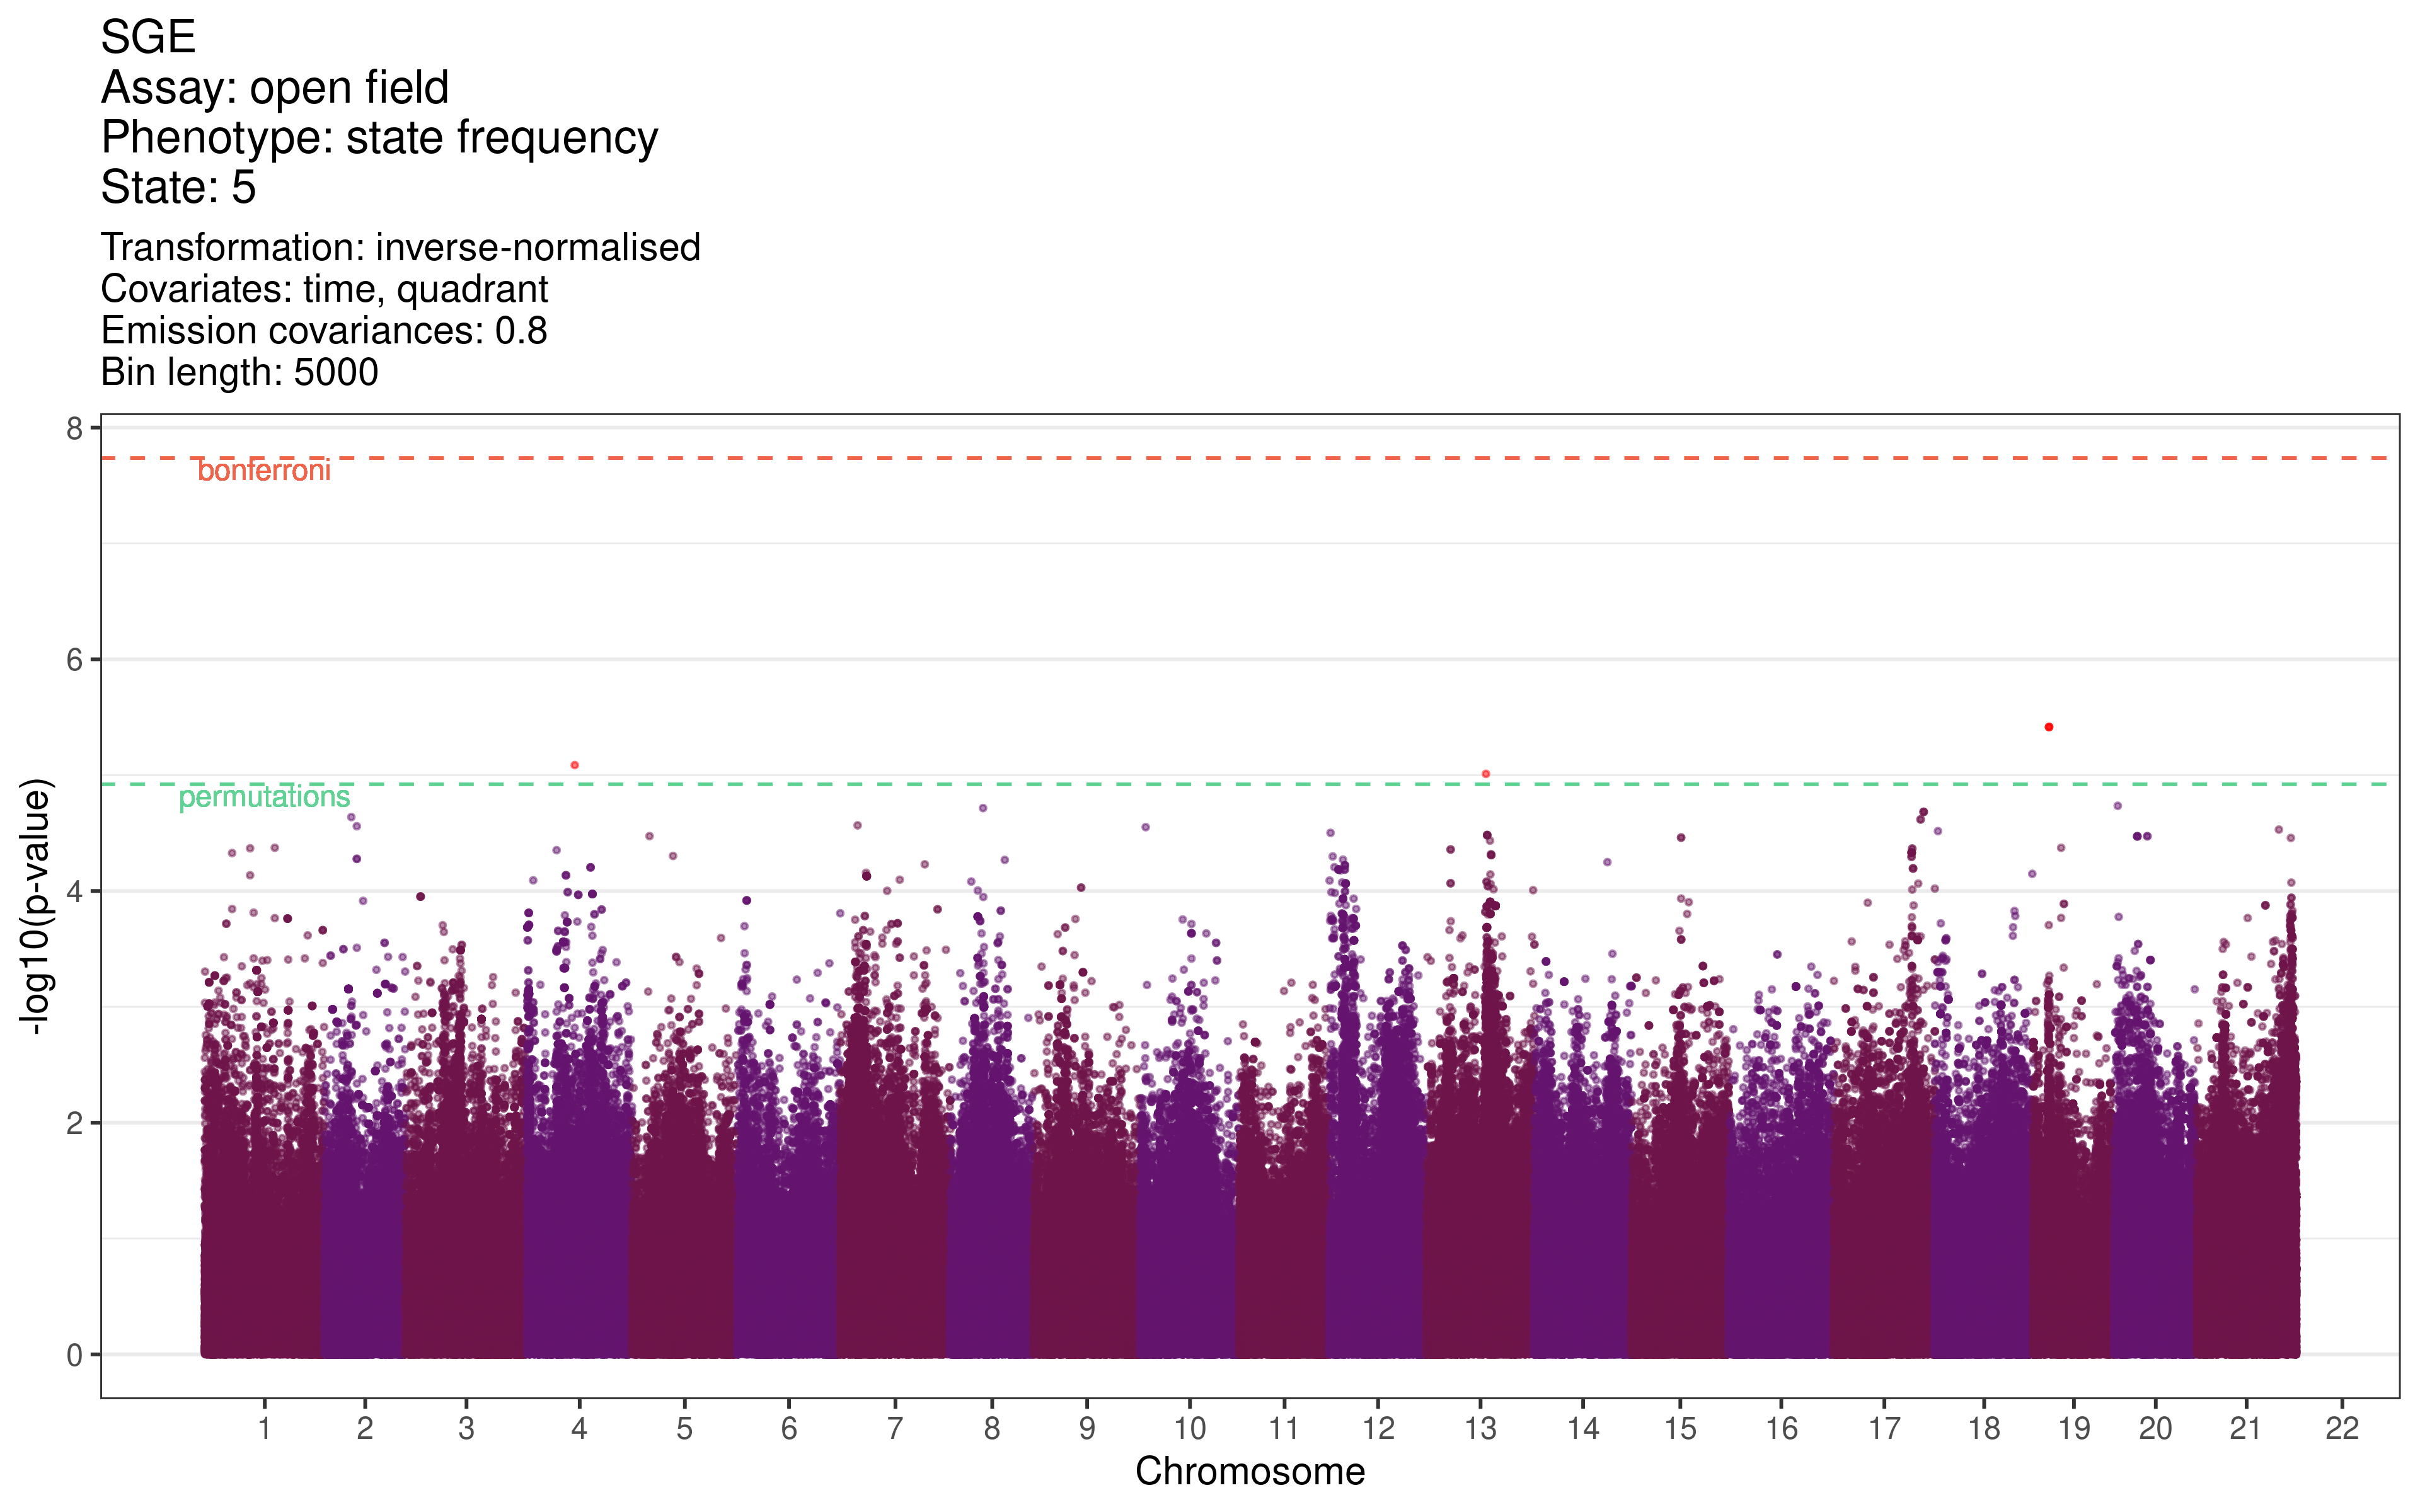 SGE
Assay: open field
Phenotype: state frequency
State: 5
Transformation: inverse-normalised
Covariates: time, quadrant
Emission covariances: 0.8
Bin length: 5000
8
bonferroni
6
permutations
4
2
0
-log10(p-value)
1 2 3 4 5 6 7 8 9 10 11 12 13 14 15 16 17 18 19 20 21 22
Chromosome